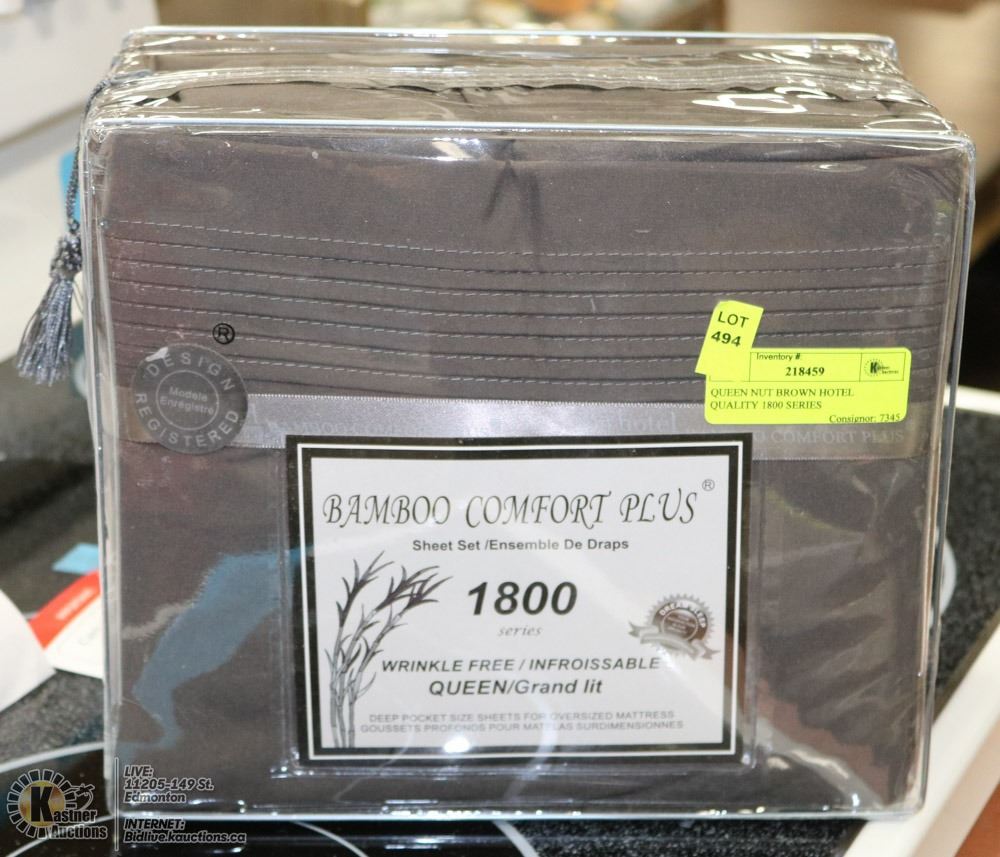 LOT
494
Inventory #:
218459
QUEEN NUT BROWN HOTEL
QUALITY 1800 SERIES
Consignor: 7345
®
DESIGN
Modele
Enregistré
REGISTERED
hotel
COMFORT PLUS
BAMBOO COMFORT PLUS®
Sheet Set /Ensemble De Draps
1800
series
WRINKLE FREE / INFROISSABLE
QUEEN/Grand lit
DEEP POCKET SIZE SHEETS FOR OVERSIZED MATTRESS
GOUSSETS PROFONDS POUR MATELAS SURDIMENSIONNES
Kastner
Auctions
LIVE:
11205-149 St.
Edmonton
INTERNET:
Bidlive.kauctions.ca